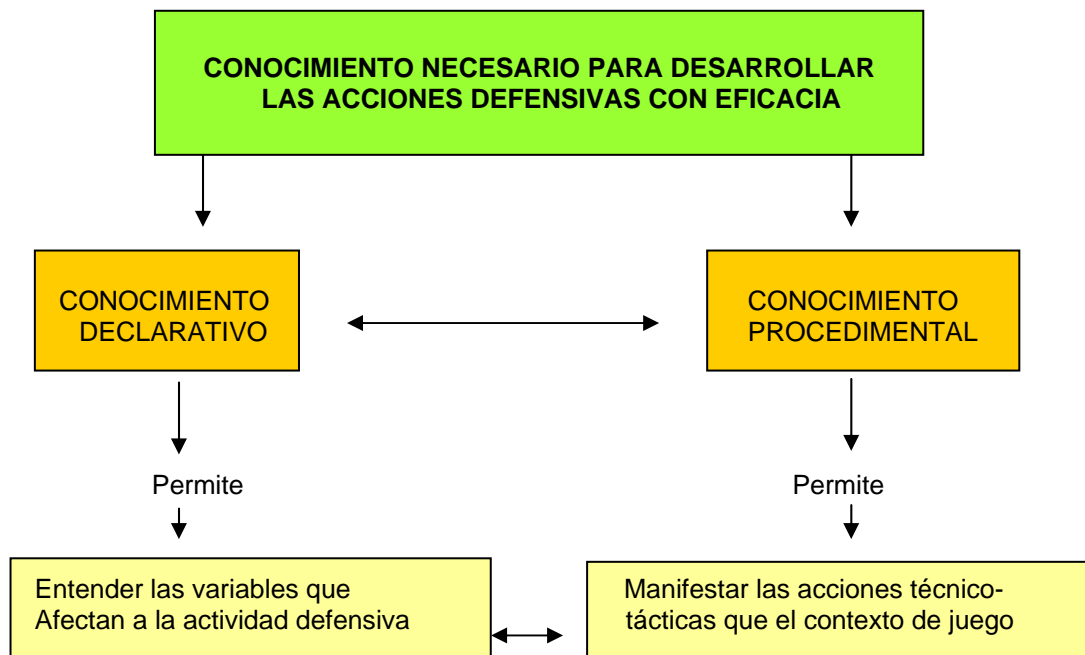 CONOCIMIENTO NECESARIO PARA DESARROLLAR
LAS ACCIONES DEFENSIVAS CON EFICACIA
CONOCIMIENTO
DECLARATIVO
CONOCIMIENTO
PROCEDIMENTAL
Permite
Permite
Entender las variables que
Afectan a la actividad defensiva
Manifestar las acciones técnico-
tácticas que el contexto de juego